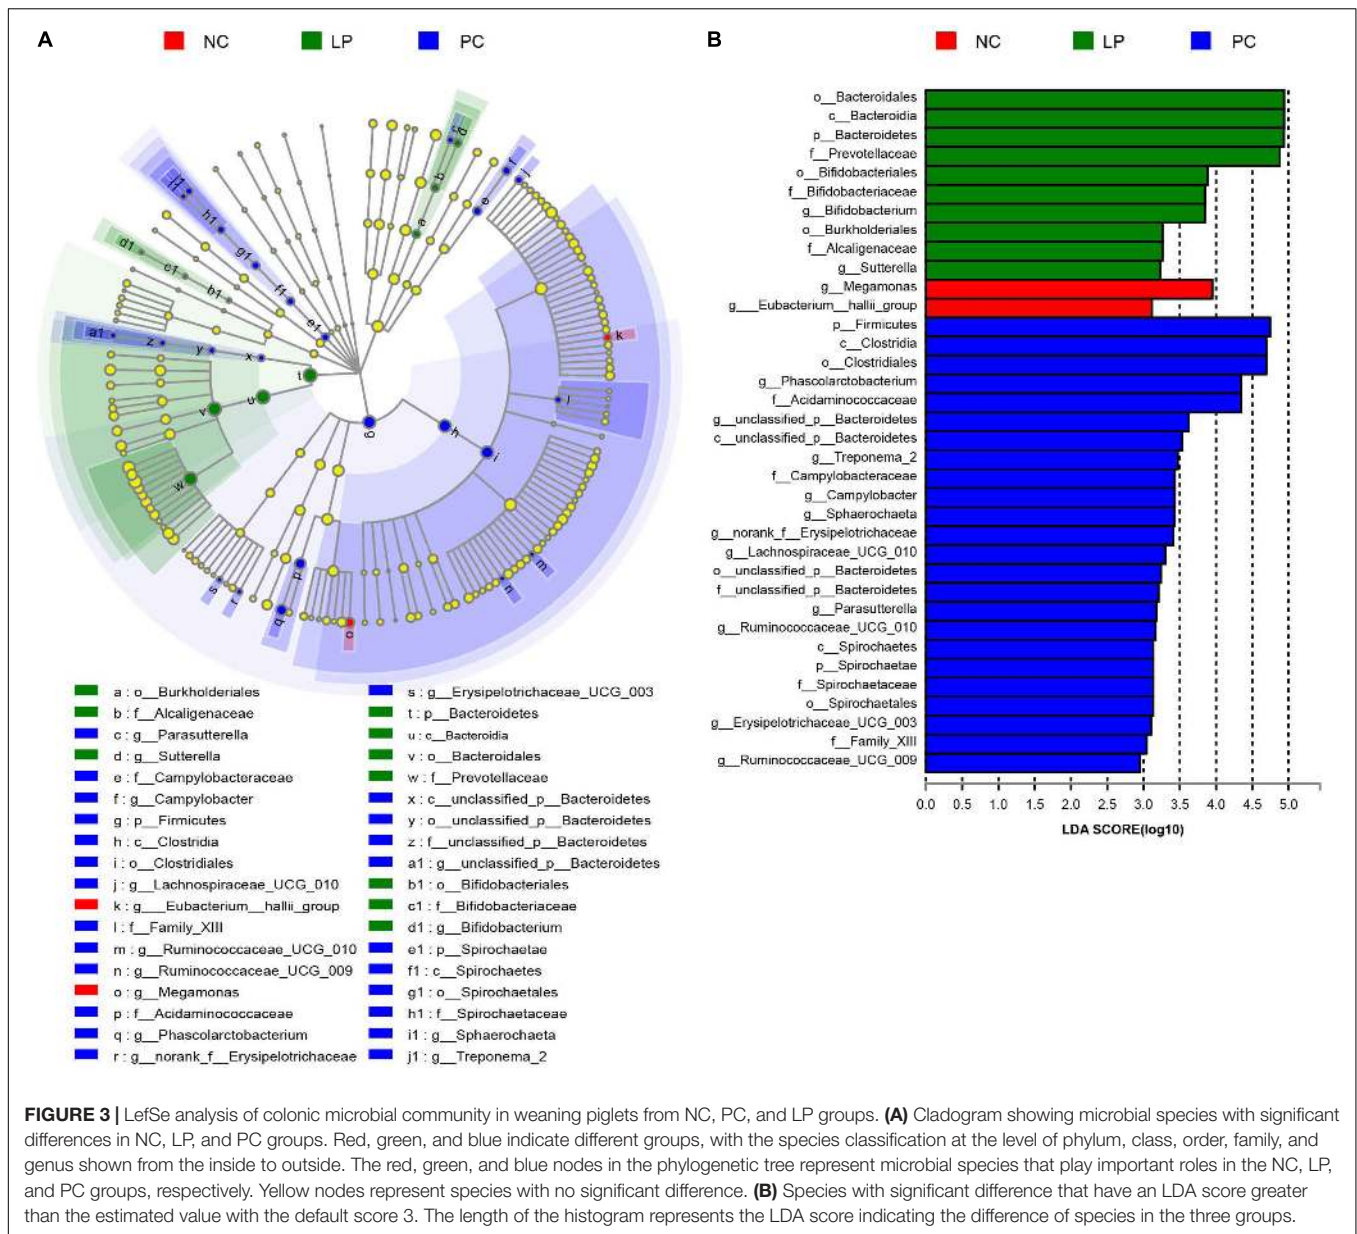 A
NC
LP
PC
a
b
d
f
e
r
j
k
l
i
h
g
m
n
o
p
q
r
s
w
v
u
t
x
y
z
a1
b1
c1
d1
e1
f1
g1
h1
i1
j1
a : o__Burkholderiales
b : f__Alcaligenaceae
c : g__Parasutterella
d : g__Sutterella
e : f__Campylobacteraceae
f : g__Campylobacter
g : p__Firmicutes
h : c__Clostridia
i : o__Clostridiales
j : g__Lachnospiraceae_UCG_010
k : g___Eubacterium__hallii_group
l : f__Family_XIII
m : g__Ruminococcaceae_UCG_010
n : g__Ruminococcaceae_UCG_009
o : g__Megamonas
p : f__Acidaminococcaceae
q : g__Phascolarctobacterium
r : g__norank_f__Erysipelotrichaceae
s : g__Erysipelotrichaceae_UCG_003
t : p__Bacteroidetes
u : c__Bacteroidia
v : o__Bacteroidales
w : f__Prevotellaceae
x : c__unclassified_p__Bacteroidetes
y : o__unclassified_p__Bacteroidetes
z : f__unclassified_p__Bacteroidetes
a1 : g__unclassified_p__Bacteroidetes
b1 : o__Bifidobacteriales
c1 : f__Bifidobacteriaceae
d1 : g__Bifidobacterium
e1 : p__Spirochaetae
f1 : c__Spirochaetes
g1 : o__Spirochaetales
h1 : f__Spirochaetaceae
i1 : g__Sphaerochaeta
j1 : g__Treponema_2
B
NC
LP
PC
o__Bacteroidales
c__Bacteroidia
p__Bacteroidetes
f__Prevotellaceae
o__Bifidobacteriales
f__Bifidobacteriaceae
g__Bifidobacterium
o__Burkholderiales
f__Alcaligenaceae
g__Sutterella
g__Megamonas
g___Eubacterium__hallii_group
p__Firmicutes
c__Clostridia
o__Clostridiales
g__Phascolarctobacterium
f__Acidaminococcaceae
g__unclassified_p__Bacteroidetes
c__unclassified_p__Bacteroidetes
g__Treponema_2
f__Campylobacteraceae
g__Campylobacter
g__Sphaerochaeta
g__norank_f__Erysipelotrichaceae
g__Lachnospiraceae_UCG_010
o__unclassified_p__Bacteroidetes
f__unclassified_p__Bacteroidetes
g__Parasutterella
g__Ruminococcaceae_UCG_010
c__Spirochaetes
p__Spirochaetae
f__Spirochaetaceae
o__Spirochaetales
g__Erysipelotrichaceae_UCG_003
f__Family_XIII
g__Ruminococcaceae_UCG_009
0.0 0.5 1.0 1.5 2.0 2.5 3.0 3.5 4.0 4.5 5.0
LDA SCORE(log10)
FIGURE 3 | LefSe analysis of colonic microbial community in weaning piglets from NC, PC, and LP groups. (A) Cladogram showing microbial species with significant
differences in NC, LP, and PC groups. Red, green, and blue indicate different groups, with the species classification at the level of phylum, class, order, family, and
genus shown from the inside to outside. The red, green, and blue nodes in the phylogenetic tree represent microbial species that play important roles in the NC, LP,
and PC groups, respectively. Yellow nodes represent species with no significant difference. (B) Species with significant difference that have an LDA score greater
than the estimated value with the default score 3. The length of the histogram represents the LDA score indicating the difference of species in the three groups.